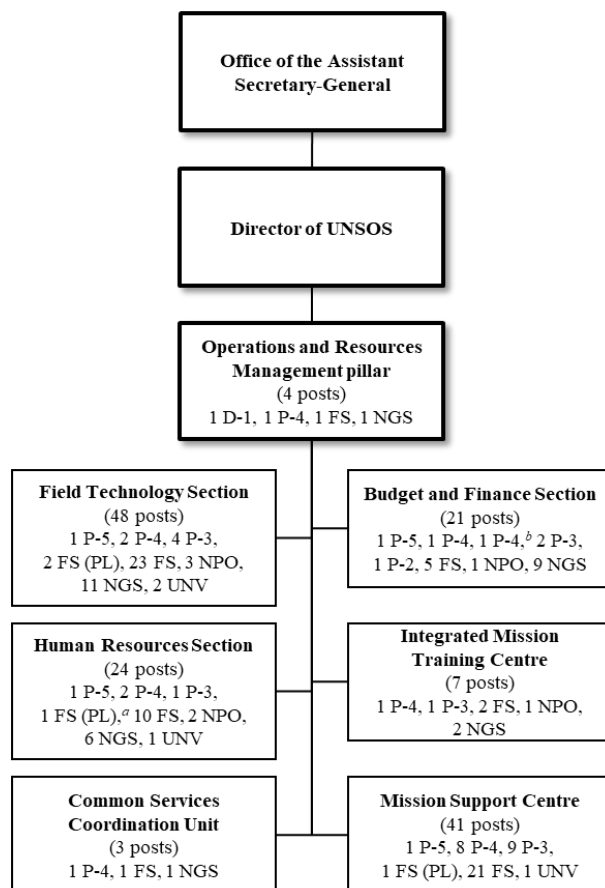 Office of the Assistant
Secretary-General
Director of UNSOS
Operations and Resources
Management pillar
(4 posts)
1 D-1, 1 P-4, 1 FS, 1 NGS
Field Technology Section
(48 posts)
1 P-5, 2 P-4, 4 P-3,
2 FS (PL), 23 FS, 3 NPO,
11 NGS, 2 UNV
Budget and Finance Section
(21 posts)
1 P-5, 1 P-4, 1 P-4,b 2 P-3,
1 P-2, 5 FS, 1 NPO, 9 NGS
Human Resources Section
(24 posts)
1 P-5, 2 P-4, 1 P-3,
1 FS (PL),a 10 FS, 2 NPO,
6 NGS, 1 UNV
Integrated Mission
Training Centre
(7 posts)
1 P-4, 1 P-3, 2 FS, 1 NPO,
2 NGS
Common Services
Coordination Unit
(3 posts)
1 P-4, 1 FS, 1 NGS
Mission Support Centre
(41 posts)
1 P-5, 8 P-4, 9 P-3,
1 FS (PL), 21 FS, 1 UNV